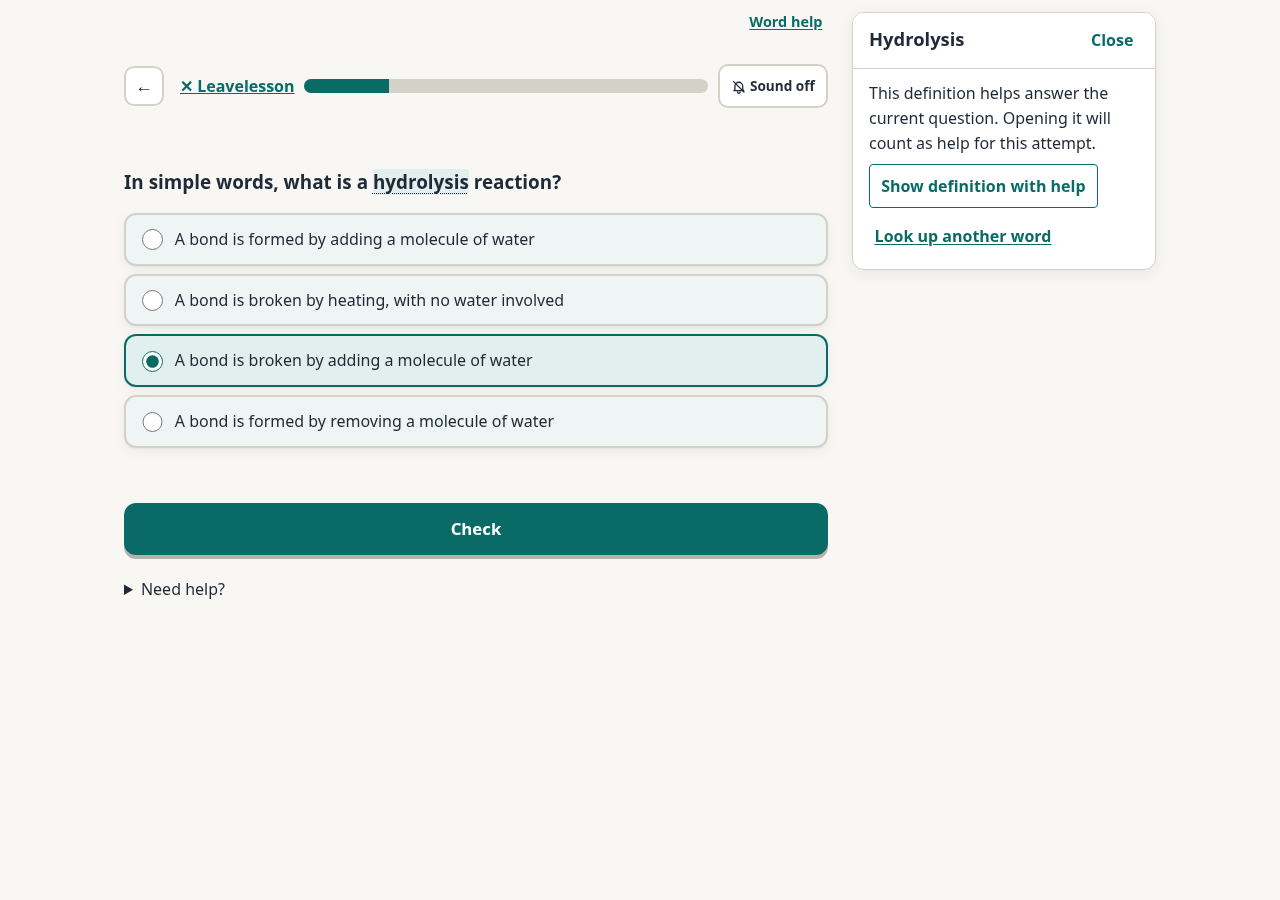 Word help
←
✕ Leavelesson
Sound off
In simple words, what is a hydrolysis reaction?
A bond is formed by adding a molecule of water
A bond is broken by heating, with no water involved
A bond is broken by adding a molecule of water
A bond is formed by removing a molecule of water
Check
Need help?
Hydrolysis
Close
This definition helps answer the
current question. Opening it will
count as help for this attempt.
Show definition with help
Look up another word